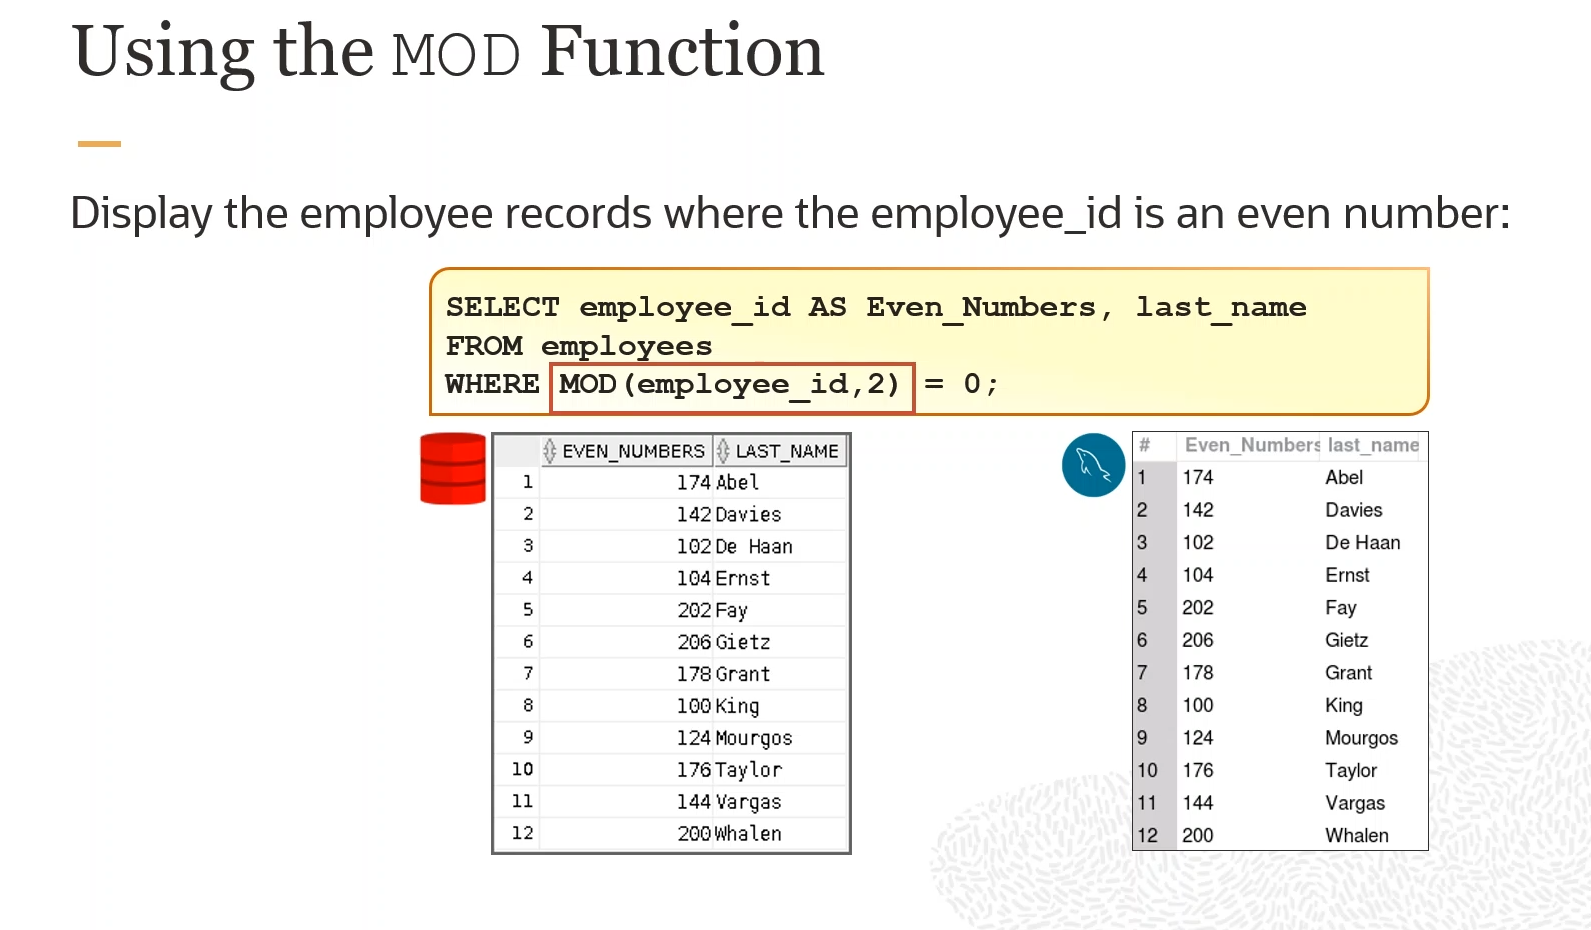 Using the MOD Function
Display the employee records where the employee_id is an even number:
SELECT employee_id AS Even_Numbers, last_name
FROM employees
WHERE MOD(employee_id,2) = 0;
EVEN_NUMBERS LAST_NAME
1 174 Abel
2 142 Davies
3 102 De Haan
4 104 Ernst
5 202 Fay
6 206 Gietz
7 178 Grant
8 100 King
9 124 Mourgos
10 176 Taylor
11 144 Vargas
12 200 Whalen
# Even_Numbers last_name
1 174 Abel
2 142 Davies
3 102 De Haan
4 104 Ernst
5 202 Fay
6 206 Gietz
7 178 Grant
8 100 King
9 124 Mourgos
10 176 Taylor
11 144 Vargas
12 200 Whalen